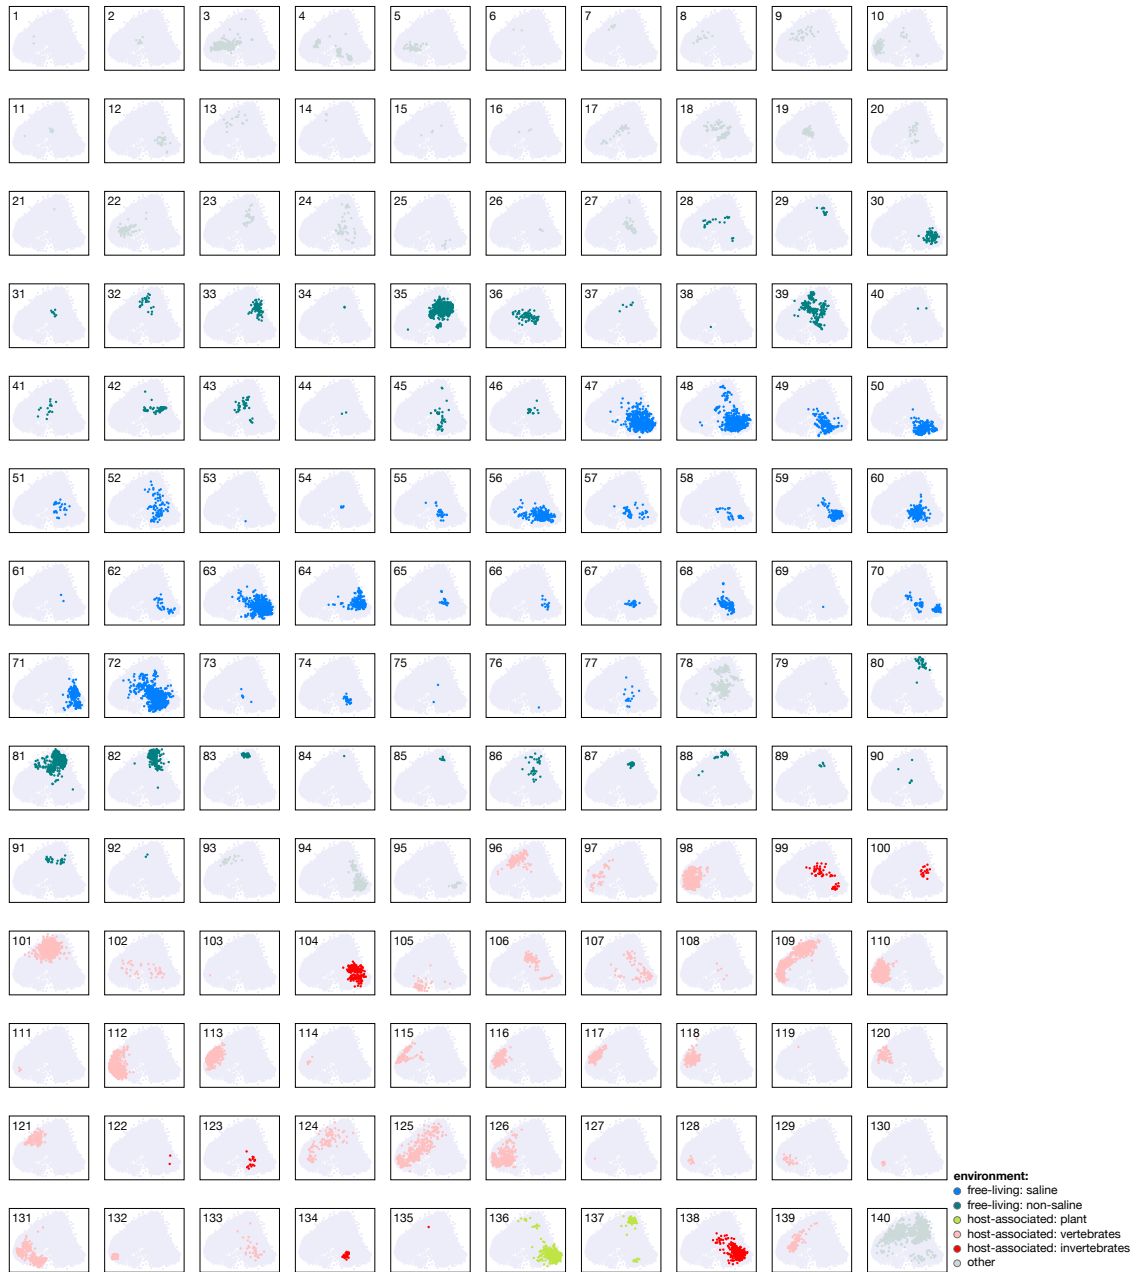 1 2 3 4 5 6 7 8 9 10
11 12 13 14 15 16 17 18 19 20
21 22 23 24 25 26 27 28 29 30
31 32 33 34 35 36 37 38 39 40
41 42 43 44 45 46 47 48 49 50
51 52 53 54 55 56 57 58 59 60
61 62 63 64 65 66 67 68 69 70
71 72 73 74 75 76 77 78 79 80
81 82 83 84 85 86 87 88 89 90
91 92 93 94 95 96 97 98 99 100
101 102 103 104 105 106 107 108 109 110
111 112 113 114 115 116 117 118 119 120
121 122 123 124 125 126 127 128 129 130
131 132 133 134 135 136 137 138 139 140
environment:
free-living: saline
free-living: non-saline
host-associated: plant
host-associated: vertebrates
host-associated: invertebrates
other